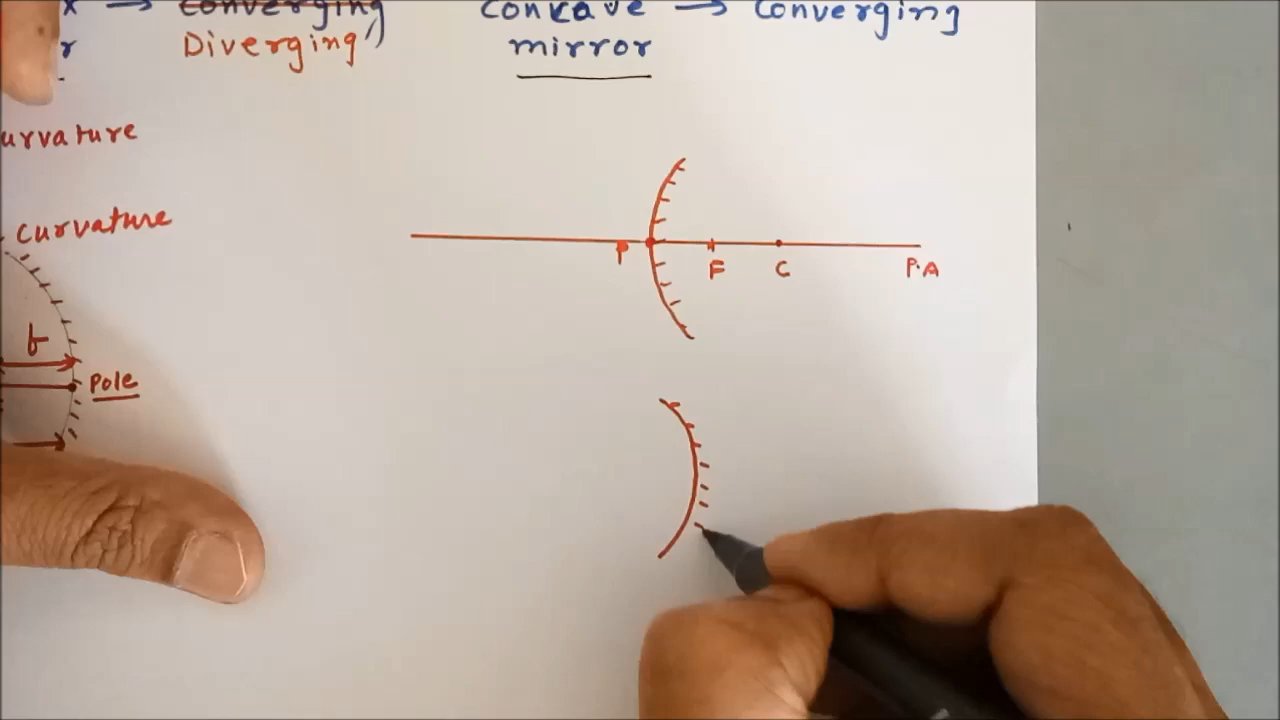 x → Converging Concave → Converging
r Diverging mirror
urvature
curvature
P F C P.A
f
Pole